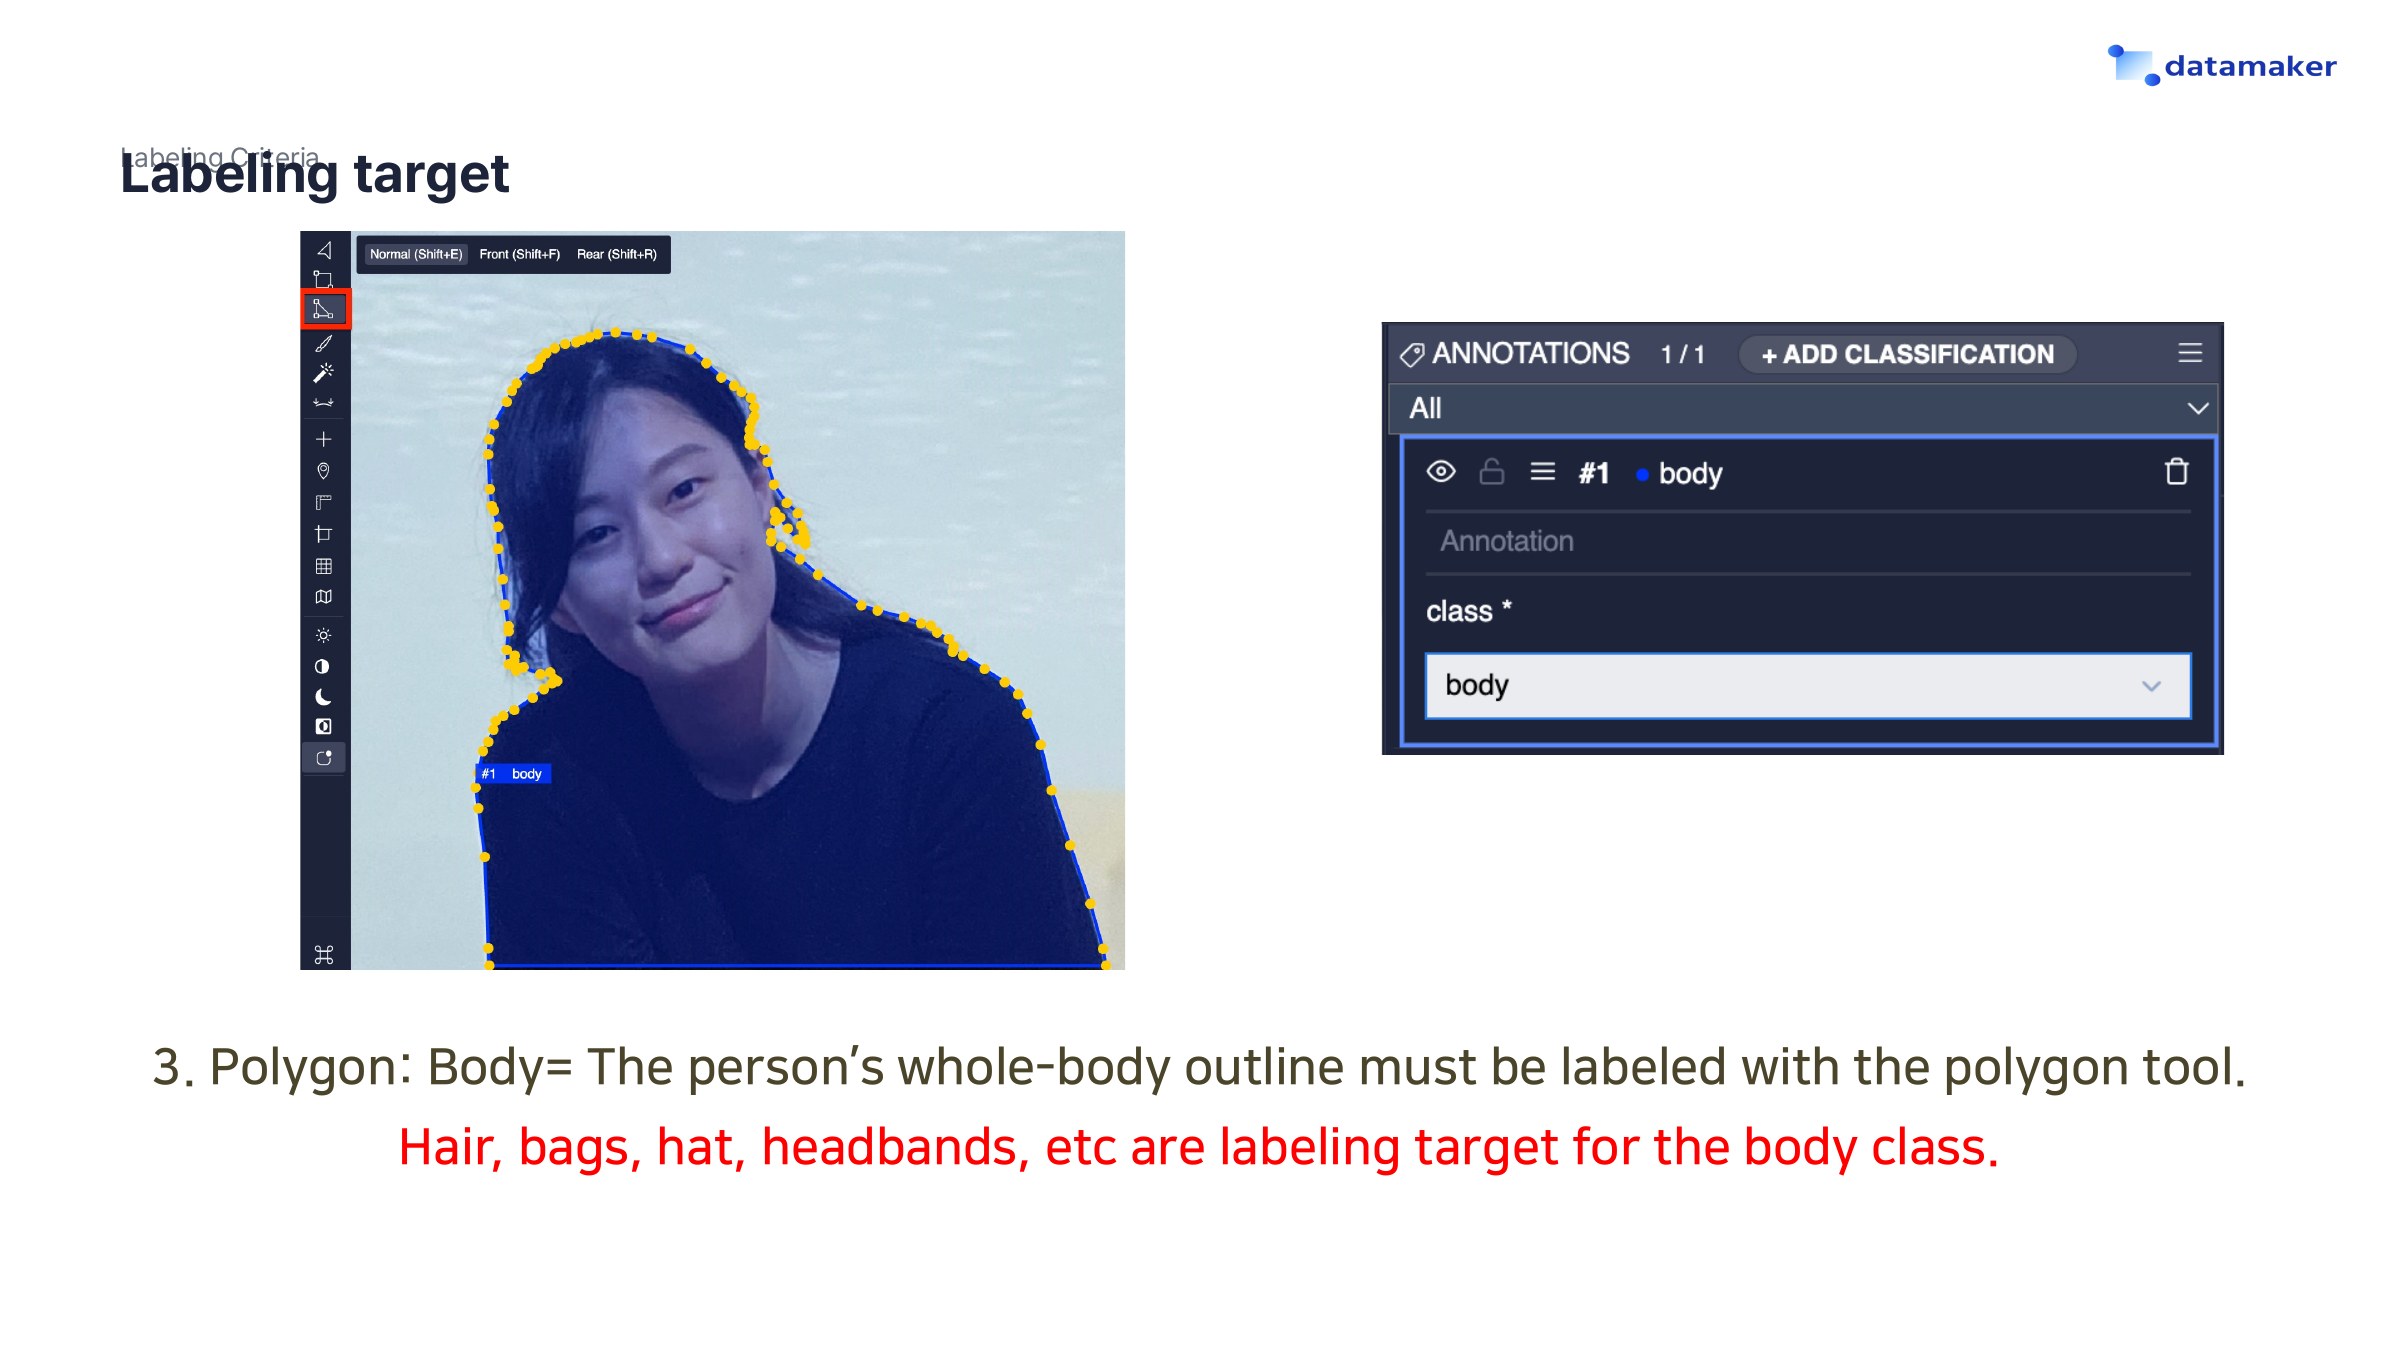 datamaker
Labeling Criteria
Labeling target
Normal (Shift+E) Front (Shift+F) Rear (Shift+R)
#1 body
ANNOTATIONS 1 / 1 + ADD CLASSIFICATION
All
#1 body
Annotation
class *
body
3. Polygon: Body= The person’s whole-body outline must be labeled with the polygon tool.
Hair, bags, hat, headbands, etc are labeling target for the body class.